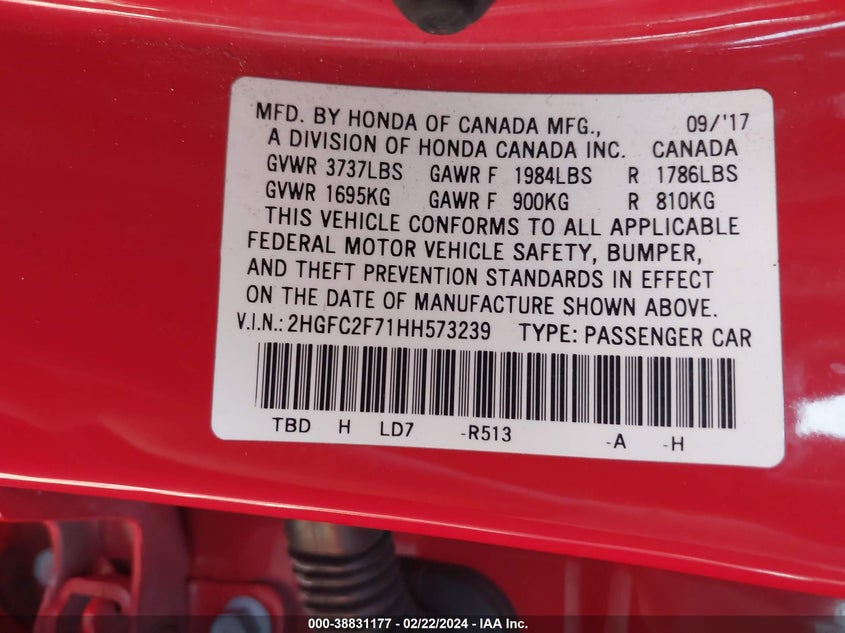 MFD. BY HONDA OF CANADA MFG., 09/'17
A DIVISION OF HONDA CANADA INC. CANADA
GVWR 3737LBS GAWR F 1984LBS R 1786LBS
GVWR 1695KG GAWR F 900KG R 810KG
THIS VEHICLE CONFORMS TO ALL APPLICABLE
FEDERAL MOTOR VEHICLE SAFETY, BUMPER,
AND THEFT PREVENTION STANDARDS IN EFFECT
ON THE DATE OF MANUFACTURE SHOWN ABOVE.
V.I.N.: 2HGFC2F71HH573239 TYPE: PASSENGER CAR
TBD H LD7 -R513 -A -H
000-38831177 - 02/22/2024 - IAA Inc.